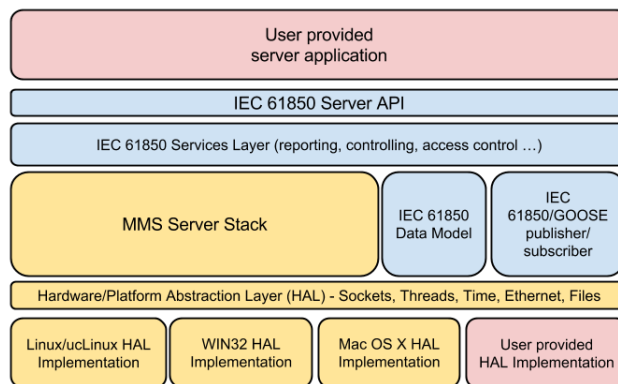 User provided
server application
IEC 61850 Server API
IEC 61850 Services Layer (reporting, controlling, access control ...)
MMS Server Stack
IEC 61850
Data Model
IEC
61850/GOOSE
publisher/
subscriber
Hardware/Platform Abstraction Layer (HAL) - Sockets, Threads, Time, Ethernet, Files
Linux/ucLinux HAL
Implementation
WIN32 HAL
Implementation
Mac OS X HAL
Implementation
User provided
HAL Implementation